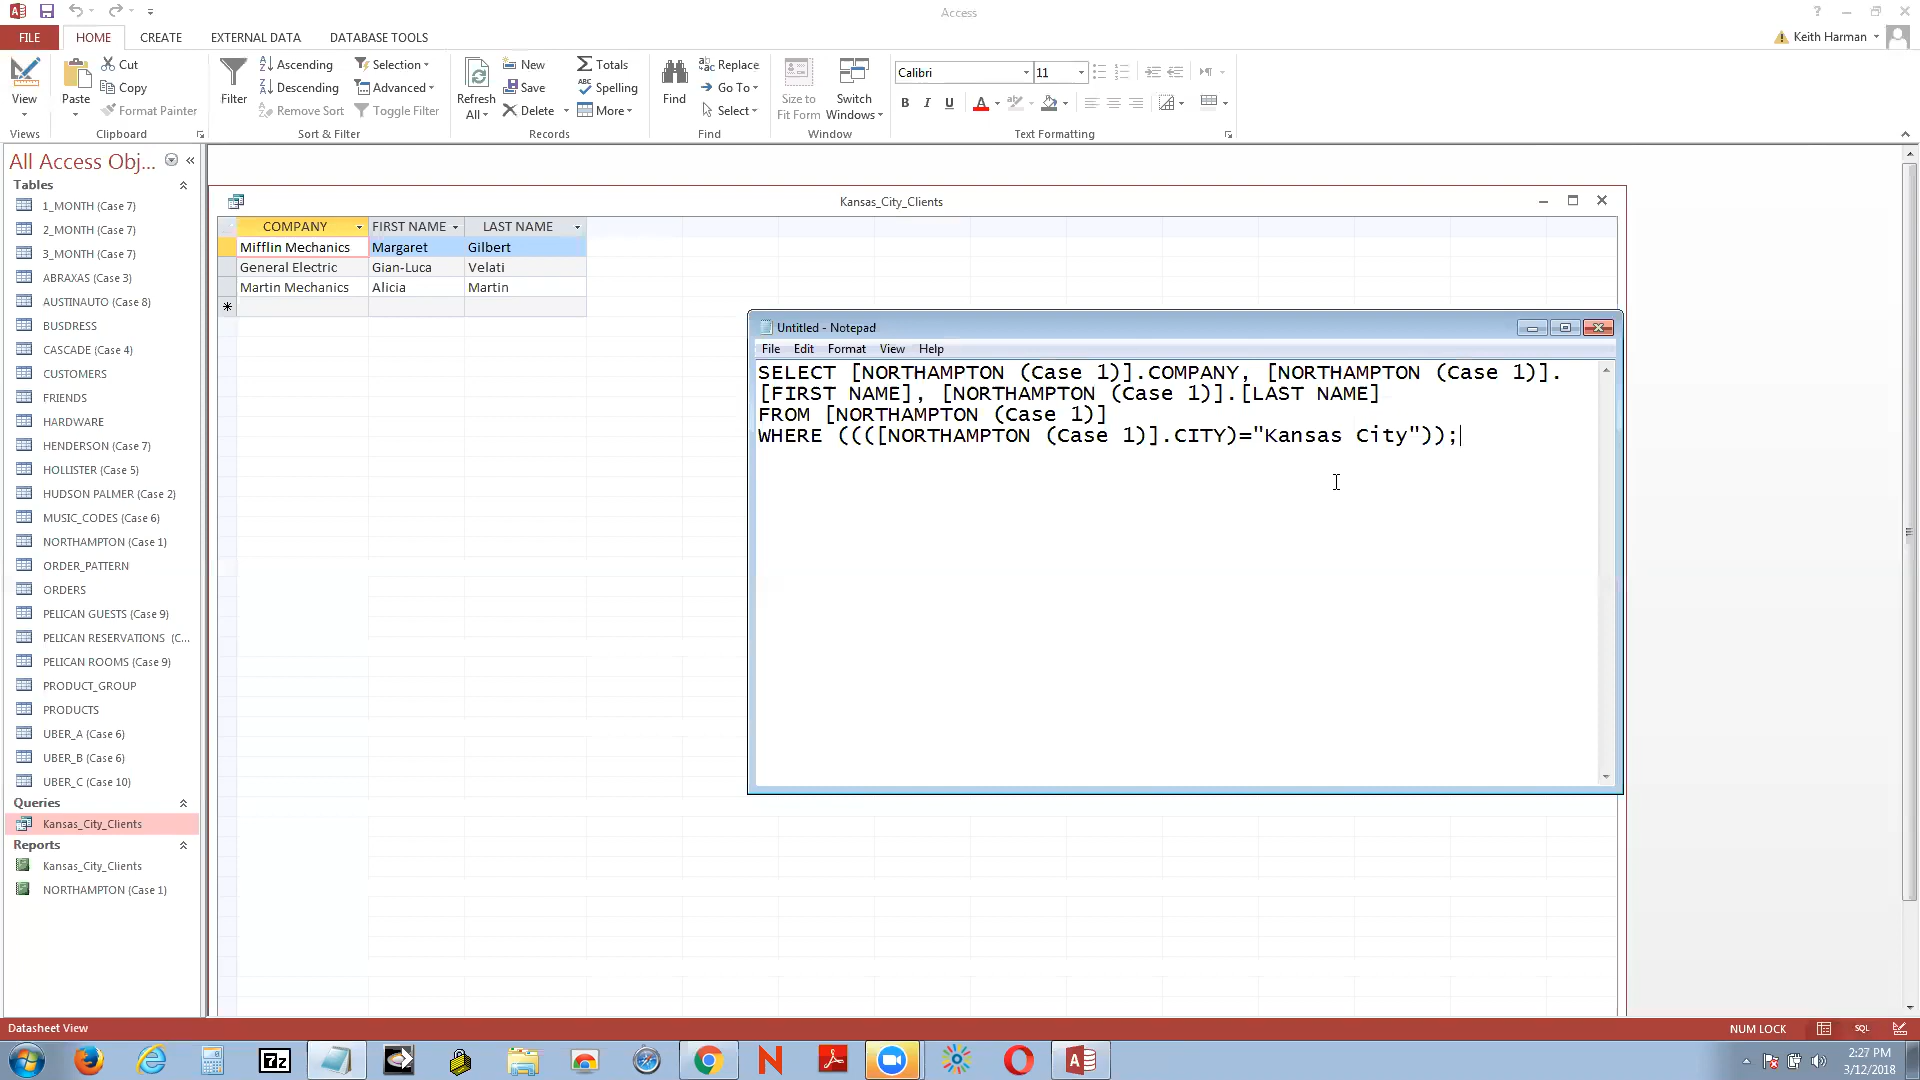 Access
FILE HOME CREATE EXTERNAL DATA DATABASE TOOLS
Keith Harman
View
Views
Paste
Cut
Copy
Format Painter
Clipboard
Filter
Ascending
Descending
Remove Sort
Selection
Advanced
Toggle Filter
Sort & Filter
Refresh
All
New
Save
Delete
Totals
Spelling
More
Records
Find
Replace
Go To
Select
Find
Size to
Fit Form
Switch
Windows
Window
Calibri 11
B I U A
Text Formatting
All Access Obj...
Tables
1_MONTH (Case 7)
2_MONTH (Case 7)
3_MONTH (Case 7)
ABRAXAS (Case 3)
AUSTINAUTO (Case 8)
BUSDRESS
CASCADE (Case 4)
CUSTOMERS
FRIENDS
HARDWARE
HENDERSON (Case 7)
HOLLISTER (Case 5)
HUDSON PALMER (Case 2)
MUSIC_CODES (Case 6)
NORTHAMPTON (Case 1)
ORDER_PATTERN
ORDERS
PELICAN GUESTS (Case 9)
PELICAN RESERVATIONS (C...
PELICAN ROOMS (Case 9)
PRODUCT_GROUP
PRODUCTS
UBER_A (Case 6)
UBER_B (Case 6)
UBER_C (Case 10)
Queries
Kansas_City_Clients
Reports
Kansas_City_Clients
NORTHAMPTON (Case 1)
Kansas_City_Clients
COMPANY FIRST NAME LAST NAME
Mifflin Mechanics Margaret Gilbert
General Electric Gian-Luca Velati
Martin Mechanics Alicia Martin
Untitled - Notepad
File Edit Format View Help
SELECT [NORTHAMPTON (Case 1)].COMPANY, [NORTHAMPTON (Case 1)].
[FIRST NAME], [NORTHAMPTON (Case 1)].[LAST NAME]
FROM [NORTHAMPTON (Case 1)]
WHERE ((([NORTHAMPTON (Case 1)].CITY)="Kansas City"));
Datasheet View
NUM LOCK
SQL
7z
2:27 PM
3/12/2018